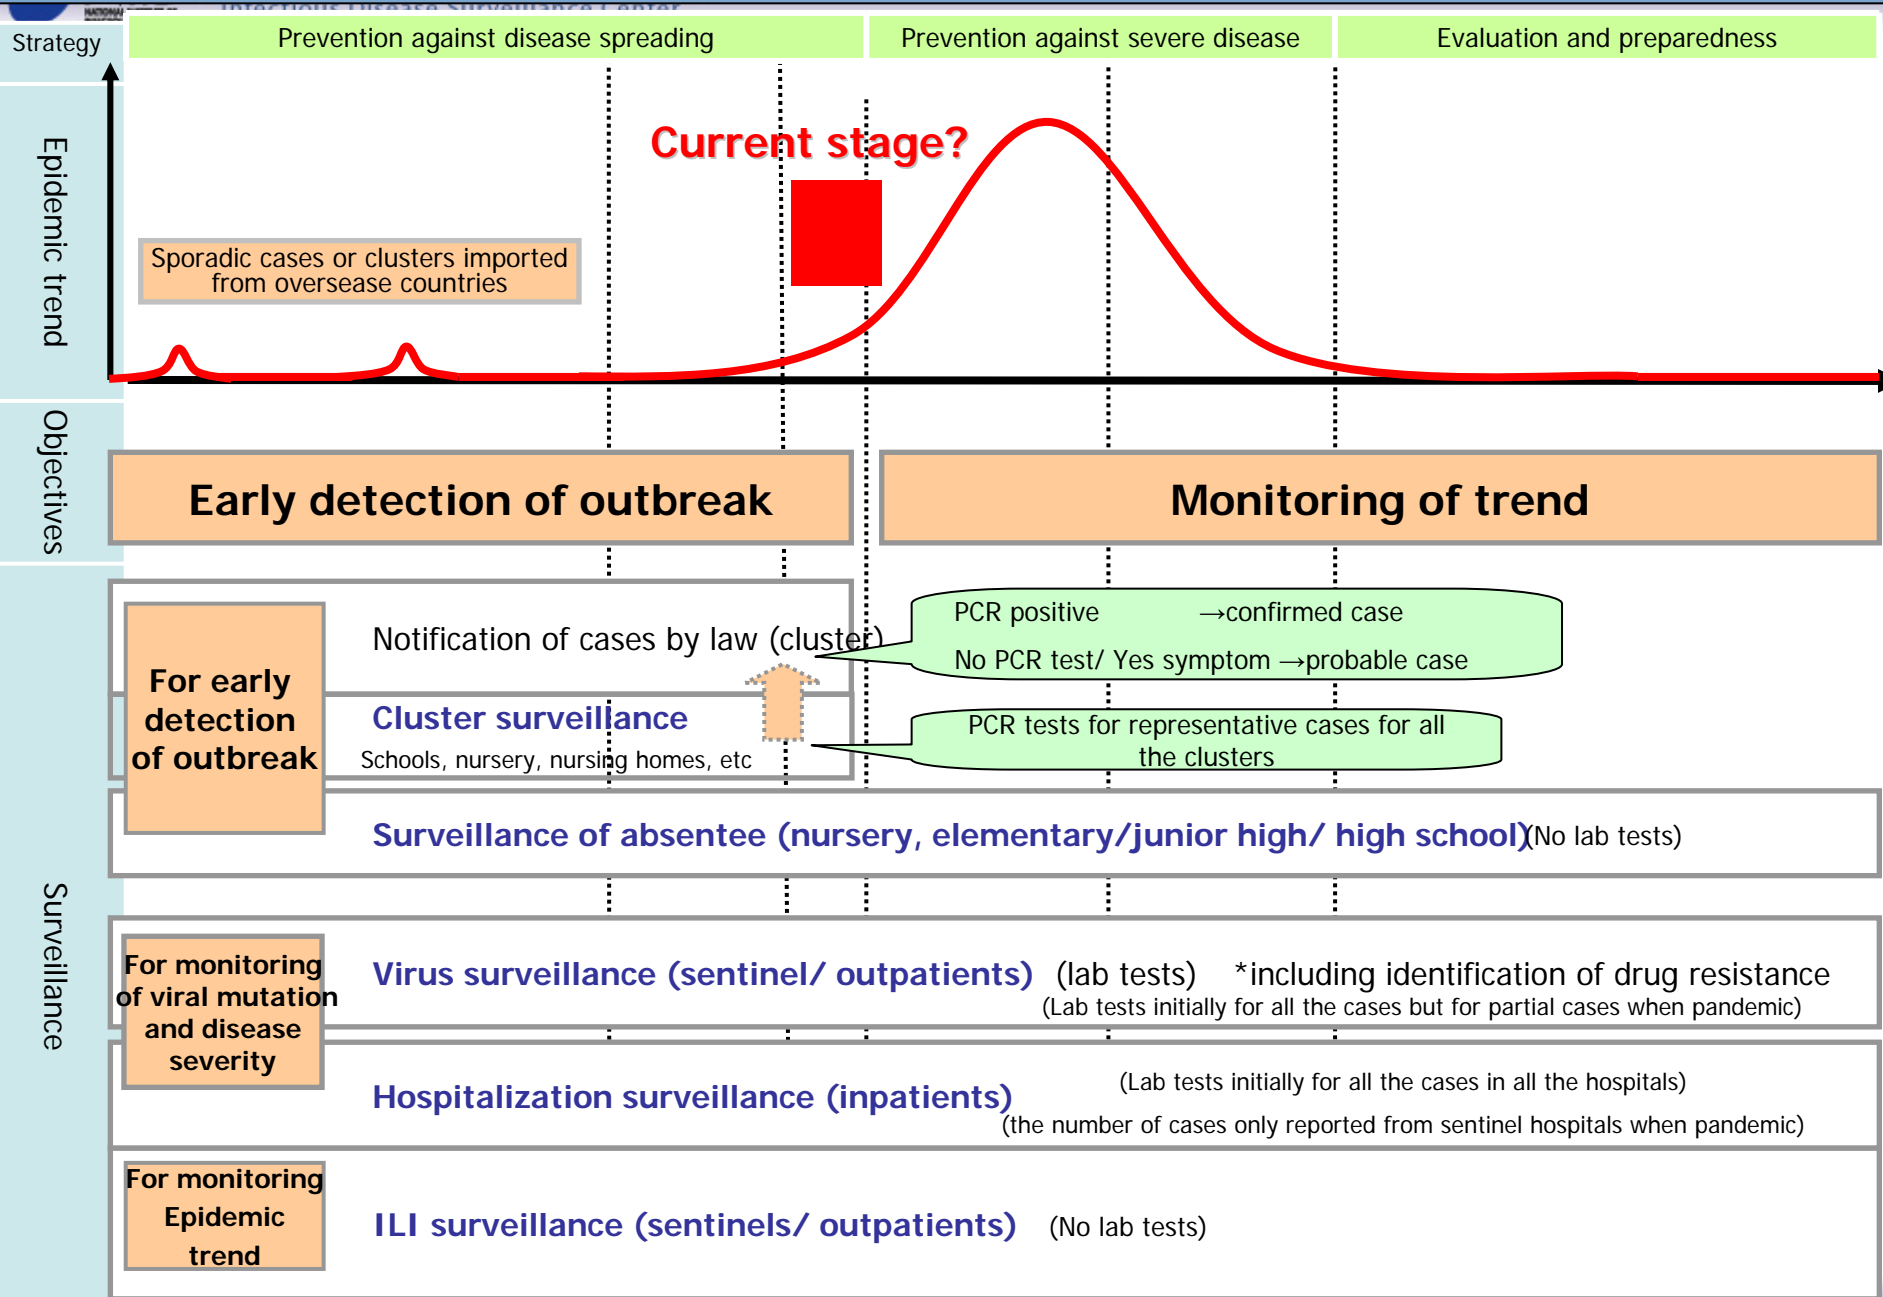 Infectious Disease Surveillance Center
Strategy
Prevention against disease spreading
Prevention against severe disease
Evaluation and preparedness
Epidemic trend
Current stage?
Sporadic cases or clusters imported
from oversease countries
Objectives
Early detection of outbreak
Monitoring of trend
Surveillance
For early
detection
of outbreak
Notification of cases by law (cluster)
PCR positive →confirmed case
No PCR test/ Yes symptom →probable case
Cluster surveillance
Schools, nursery, nursing homes, etc
PCR tests for representative cases for all
the clusters
Surveillance of absentee (nursery, elementary/junior high/ high school)(No lab tests)
For monitoring
of viral mutation
and disease
severity
Virus surveillance (sentinel/ outpatients) (lab tests) *including identification of drug resistance
(Lab tests initially for all the cases but for partial cases when pandemic)
Hospitalization surveillance (inpatients)
(Lab tests initially for all the cases in all the hospitals)
(the number of cases only reported from sentinel hospitals when pandemic)
For monitoring
Epidemic
trend
ILI surveillance (sentinels/ outpatients) (No lab tests)